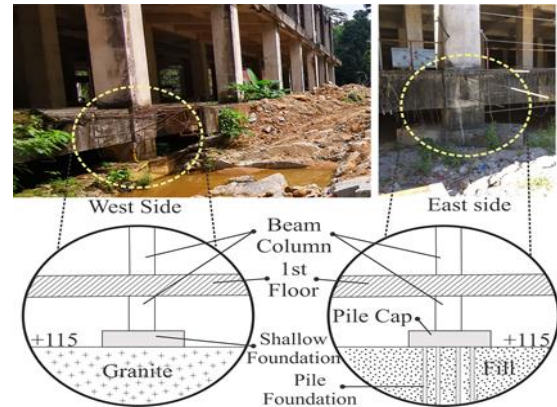 West Side
East side
Beam
Column
1st
Floor
Pile Cap
+115
Shallow
Foundation
+115
Granite
Pile
Foundation
Fill